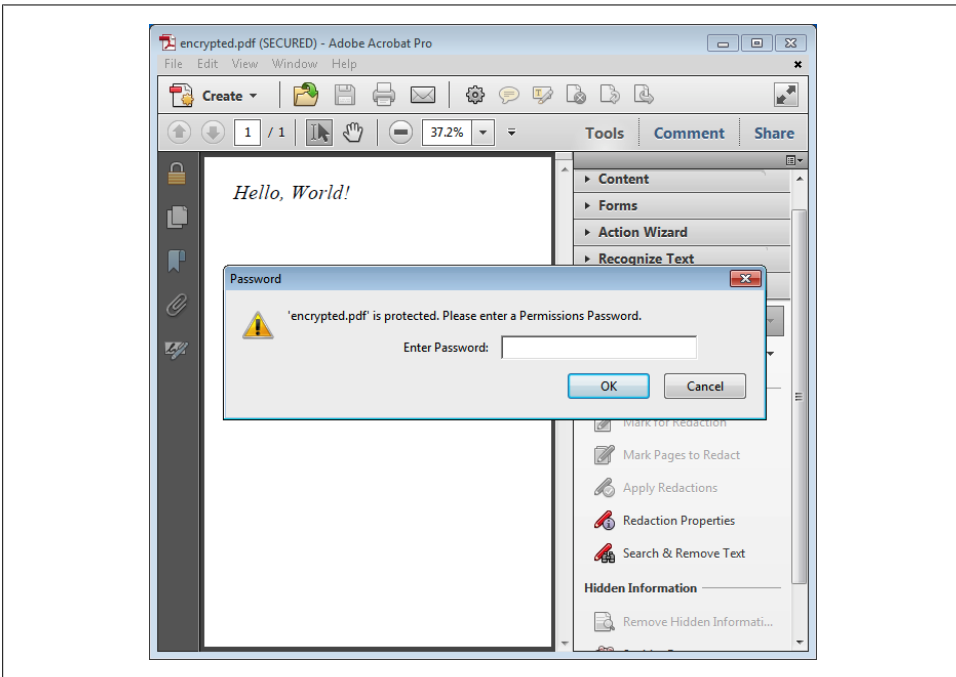 encrypted.pdf (SECURED) - Adobe Acrobat Pro
File Edit View Window Help
Create
1 / 1 37.2% Tools Comment Share
Hello, World!
Content
Forms
Action Wizard
Recognize Text
Password
'encrypted.pdf' is protected. Please enter a Permissions Password.
Enter Password:
OK Cancel
Mark for Redaction
Mark Pages to Redact
Apply Redactions
Redaction Properties
Search & Remove Text
Hidden Information
Remove Hidden Informati...